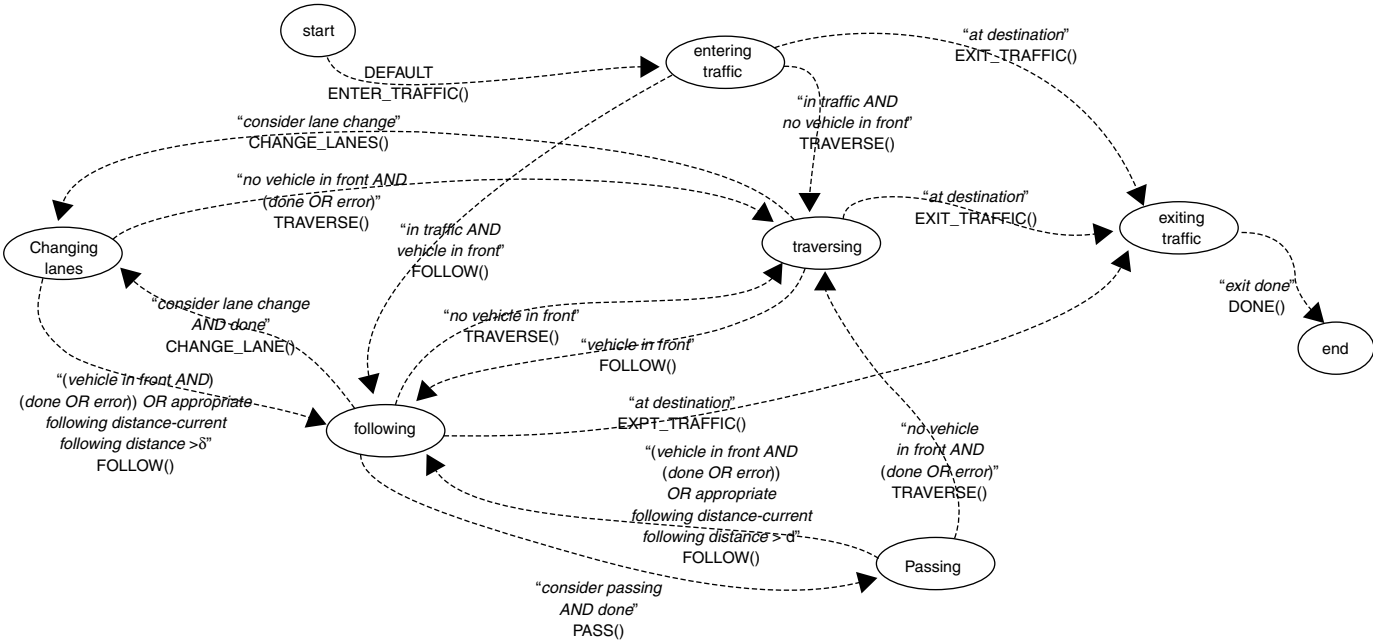 start
DEFAULT
ENTER_TRAFFIC()
entering
traffic
“at destination”
EXIT_TRAFFIC()
“in traffic AND
no vehicle in front”
TRAVERSE()
“consider lane change”
CHANGE_LANES()
“no vehicle in front AND
(done OR error)”
TRAVERSE()
“in traffic AND
vehicle in front”
FOLLOW()
“at destination”
EXIT_TRAFFIC()
Changing
lanes
traversing
exiting
traffic
“exit done”
DONE()
end
“consider lane change
AND done”
CHANGE_LANE()
“no vehicle in front”
TRAVERSE()
“vehicle in front”
FOLLOW()
“(vehicle in front AND)
(done OR error)) OR appropriate
following distance-current
following distance >δ”
FOLLOW()
following
“at destination”
EXPT_TRAFFIC()
“(vehicle in front AND
(done OR error))
OR appropriate
following distance-current
following distance > d”
FOLLOW()
“no vehicle
in front AND
(done OR error)”
TRAVERSE()
Passing
“consider passing
AND done”
PASS()